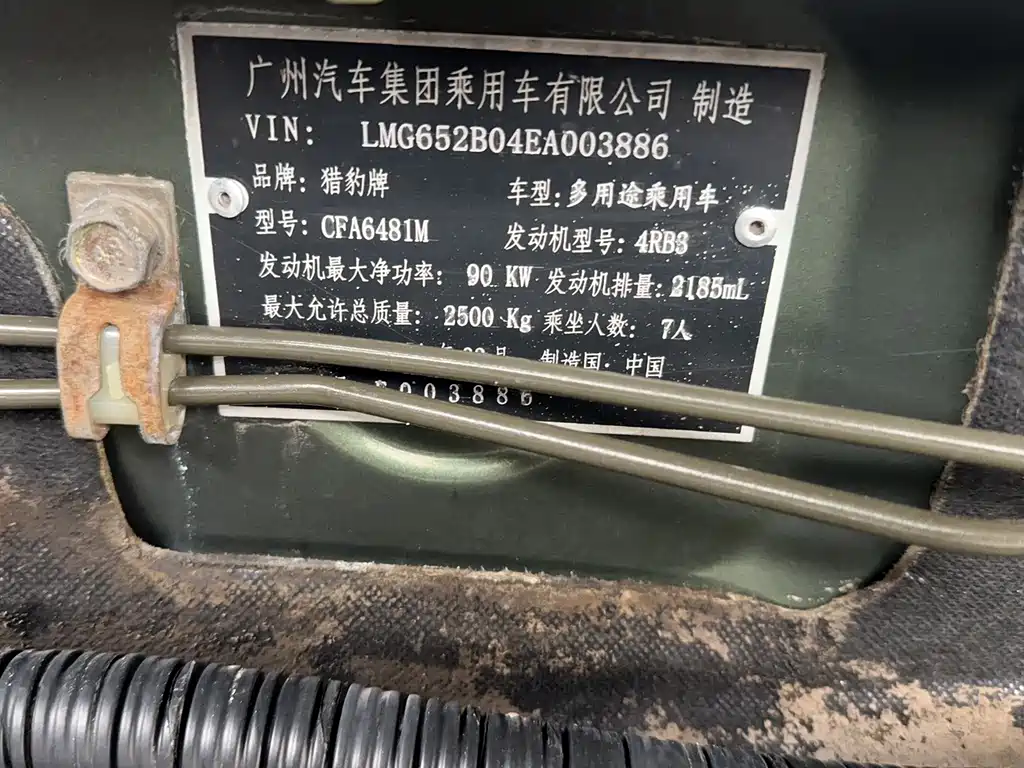 广州汽车集团乘用车有限公司 制造
VIN: LMG652B04EA003886
品牌: 猎豹牌 车型: 多用途乘用车
型号: CFA6481M 发动机型号: 4RB3
发动机最大净功率: 90 KW 发动机排量: 2185mL
最大允许总质量: 2500 Kg 乘坐人数: 7人
制造国: 中国
003886